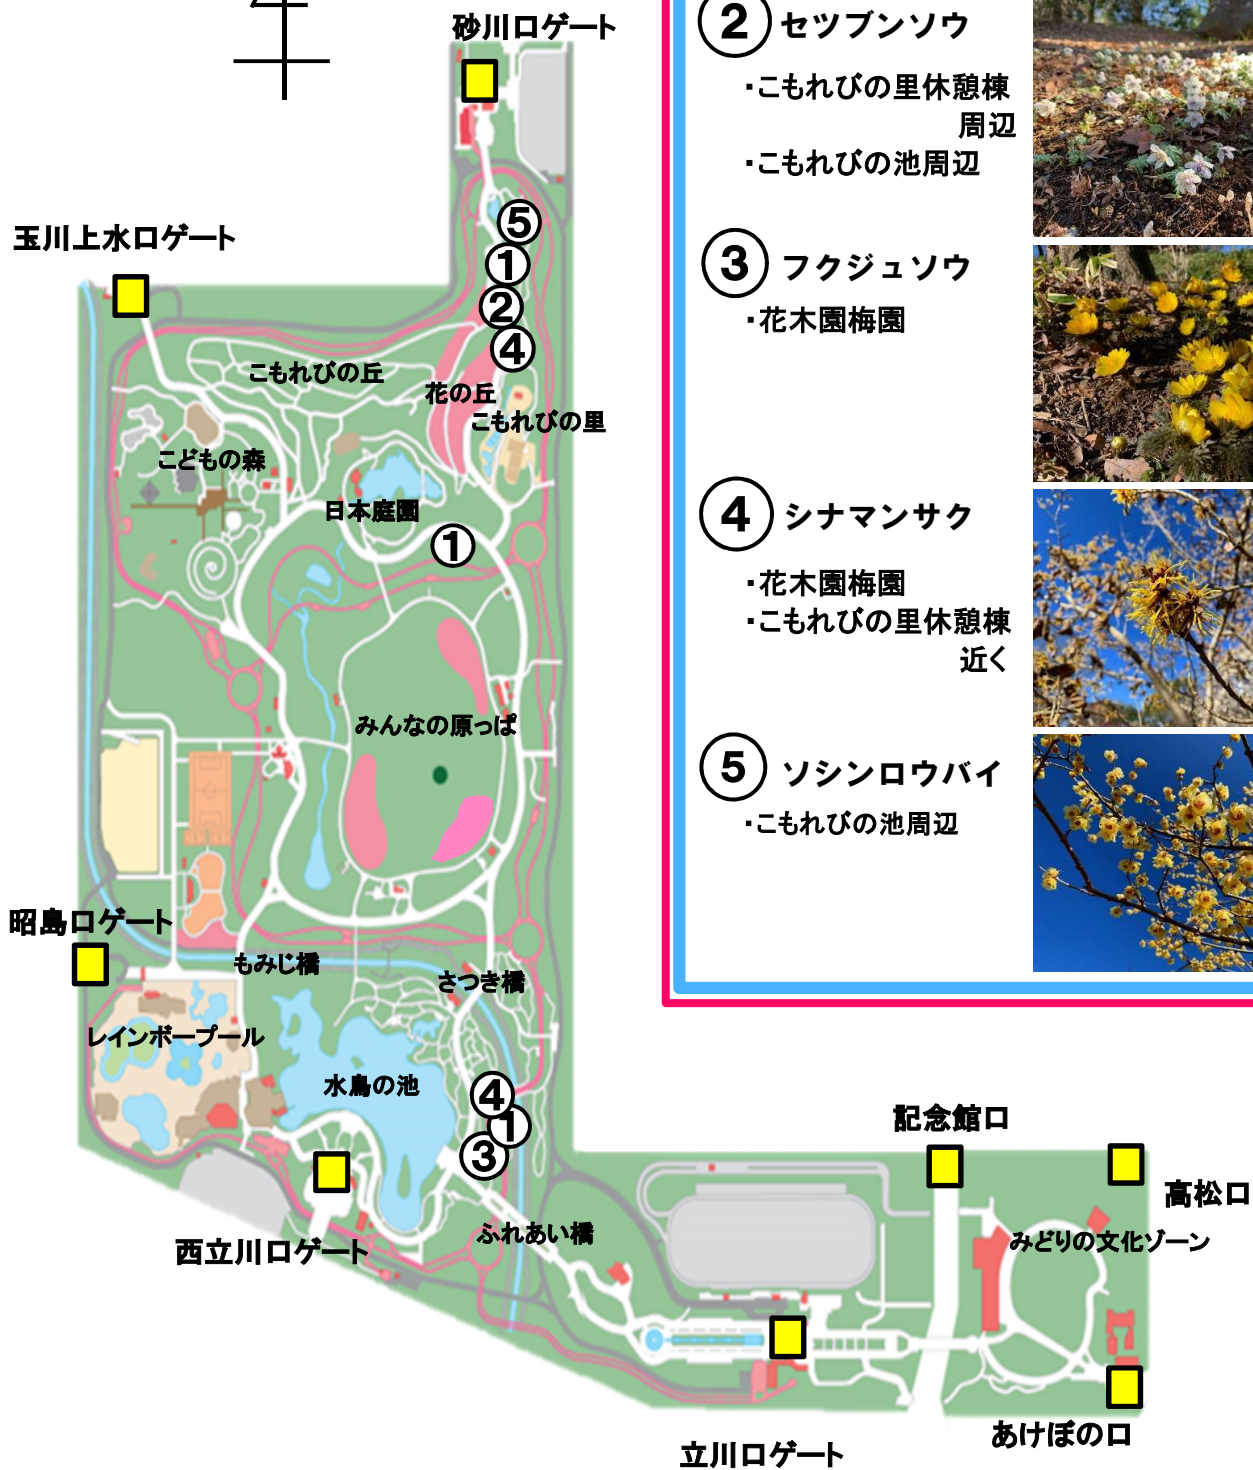 砂川口ゲート
玉川上水口ゲート
⑤
①
②
④
こもれびの丘
花の丘
こもれびの里
こどもの森
日本庭園
①
みんなの原っぱ
昭島口ゲート
もみじ橋
さつき橋
レインボープール
水鳥の池
④
①
③
西立川口ゲート
ふれあい橋
記念館口
高松口
みどりの文化ゾーン
あけぼの口
立川口ゲート
② セツブンソウ
・こもれびの里休憩棟
周辺
・こもれびの池周辺
③ フクジュソウ
・花木園梅園
④ シナマンサク
・花木園梅園
・こもれびの里休憩棟
近く
⑤ ソシンロウバイ
・こもれびの池周辺